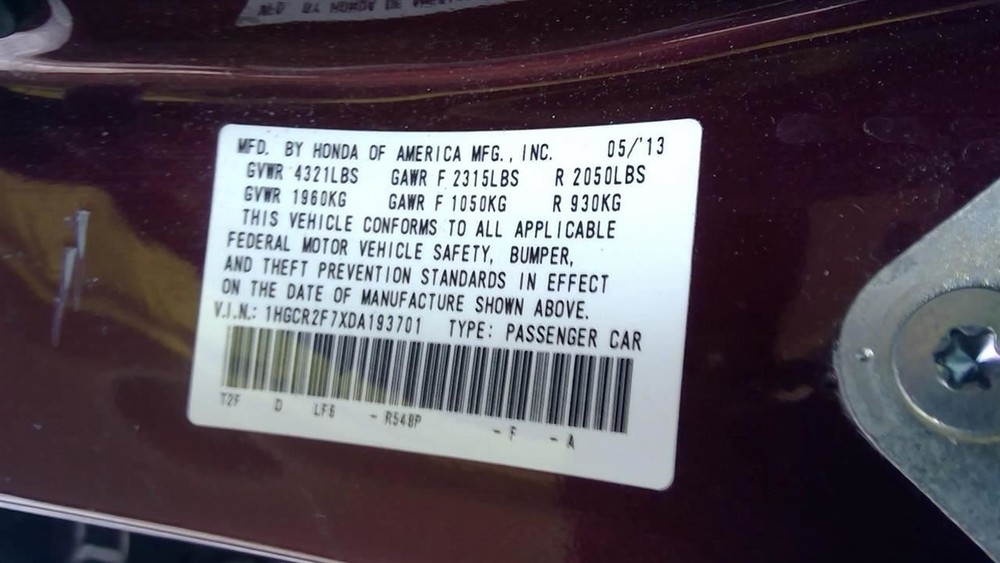 MFD. BY HONDA OF AMERICA MFG., INC. 05/'13
GVWR 4321LBS GAWR F 2315LBS R 2050LBS
GVWR 1960KG GAWR F 1050KG R 930KG
THIS VEHICLE CONFORMS TO ALL APPLICABLE
FEDERAL MOTOR VEHICLE SAFETY, BUMPER,
AND THEFT PREVENTION STANDARDS IN EFFECT
ON THE DATE OF MANUFACTURE SHOWN ABOVE.
V.I.N.: 1HGCR2F7XDA193701 TYPE: PASSENGER CAR
T2F D LF6 - R548P - F - A